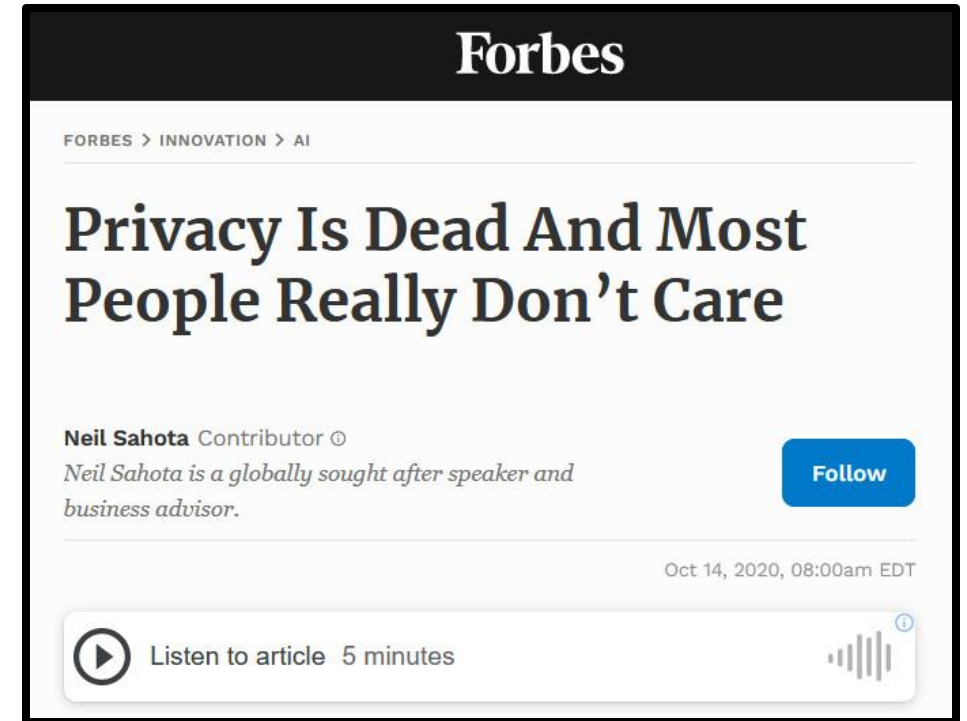 Forbes
FORBES > INNOVATION > AI
Privacy Is Dead And Most
People Really Don’t Care
Neil Sahota Contributor ⓘ
Neil Sahota is a globally sought after speaker and
business advisor.
Follow
Oct 14, 2020, 08:00am EDT
Listen to article 5 minutes